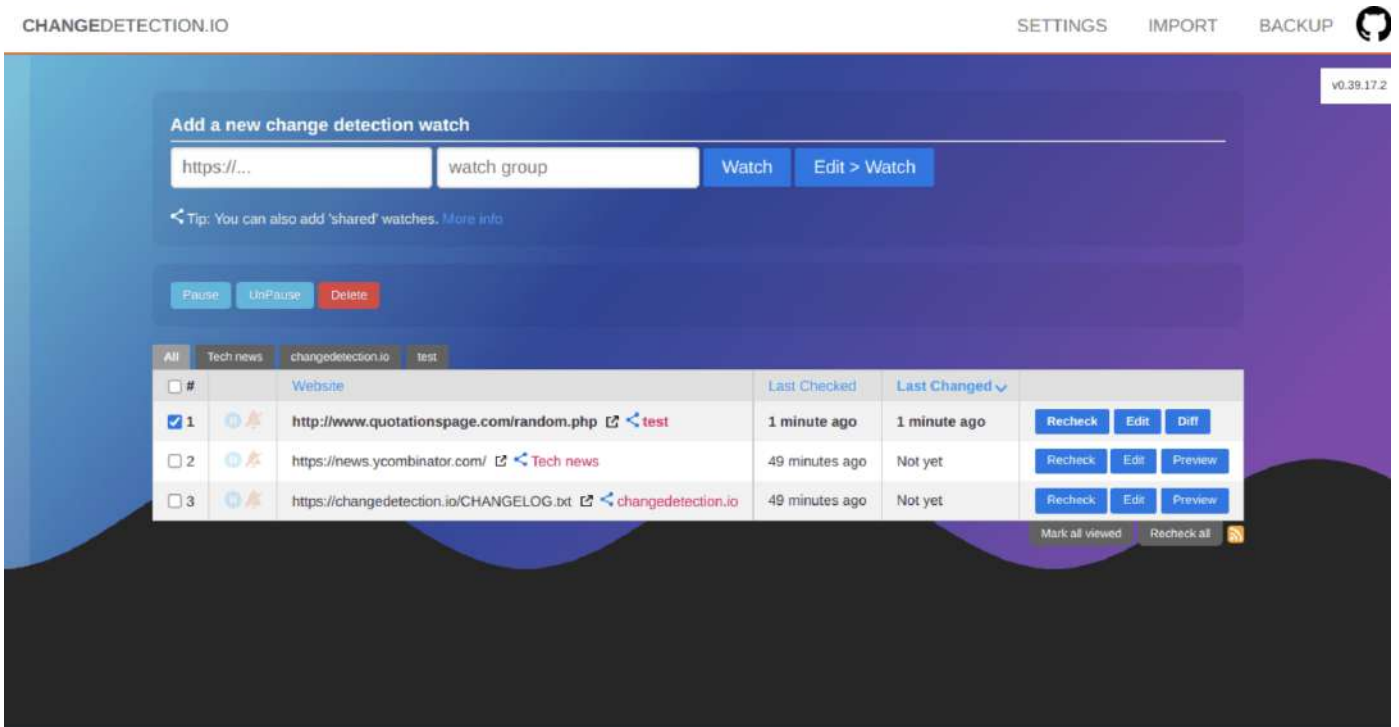 CHANGEDETECTION.IO SETTINGS IMPORT BACKUP
v0.39.17.2
Add a new change detection watch
https://... watch group Watch Edit > Watch
Tip: You can also add 'shared' watches. More info
Pause UnPause Delete
All Tech news changedetection.io test
# Website Last Checked Last Changed
1 http://www.quotationspage.com/random.php test 1 minute ago 1 minute ago Recheck Edit Diff
2 https://news.ycombinator.com/ Tech news 49 minutes ago Not yet Recheck Edit Preview
3 https://changedetection.io/CHANGELOG.txt changedetection.io 49 minutes ago Not yet Recheck Edit Preview
Mark all viewed Recheck all